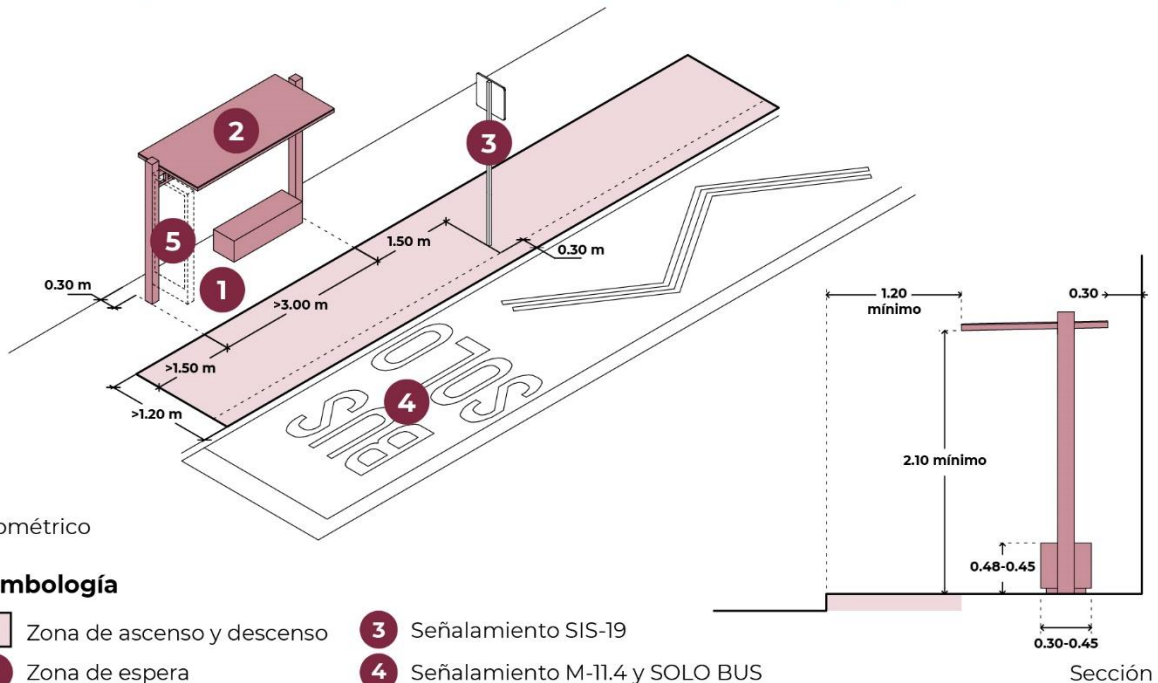 2
3
5
1
0.30 m
1.50 m
0.30 m
>3.00 m
>1.50 m
>1.20 m
SOLO
BUS
4
1.20
mínimo
0.30
2.10 mínimo
0.48-0.45
0.30-0.45
Sección
ométrico
mbología
Zona de ascenso y descenso
Zona de espera
3 Señalamiento SIS-19
4 Señalamiento M-11.4 y SOLO BUS